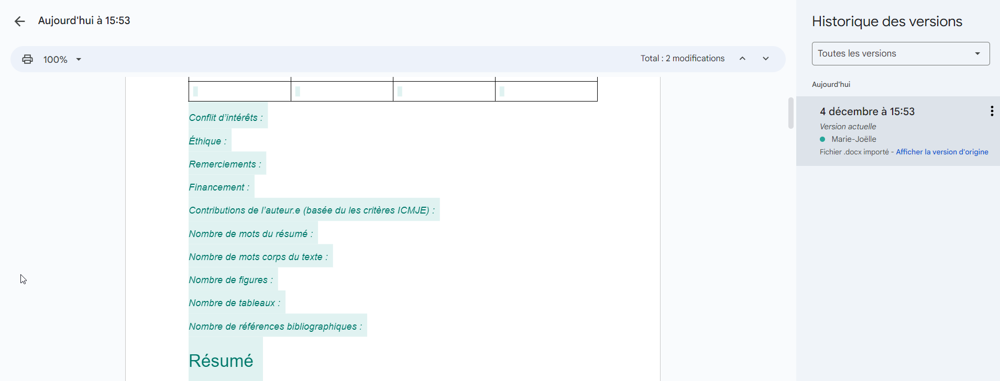 Aujourd'hui à 15:53
100%
Total : 2 modifications
Conflit d’intérêts :
Éthique :
Remerciements :
Financement :
Contributions de l’auteur.e (basée du les critères ICMJE) :
Nombre de mots du résumé :
Nombre de mots corps du texte :
Nombre de figures :
Nombre de tableaux :
Nombre de références bibliographiques :
Résumé
Historique des versions
Toutes les versions
Aujourd'hui
4 décembre à 15:53
Version actuelle
Marie-Joëlle
Fichier .docx importé - Afficher la version d'origine